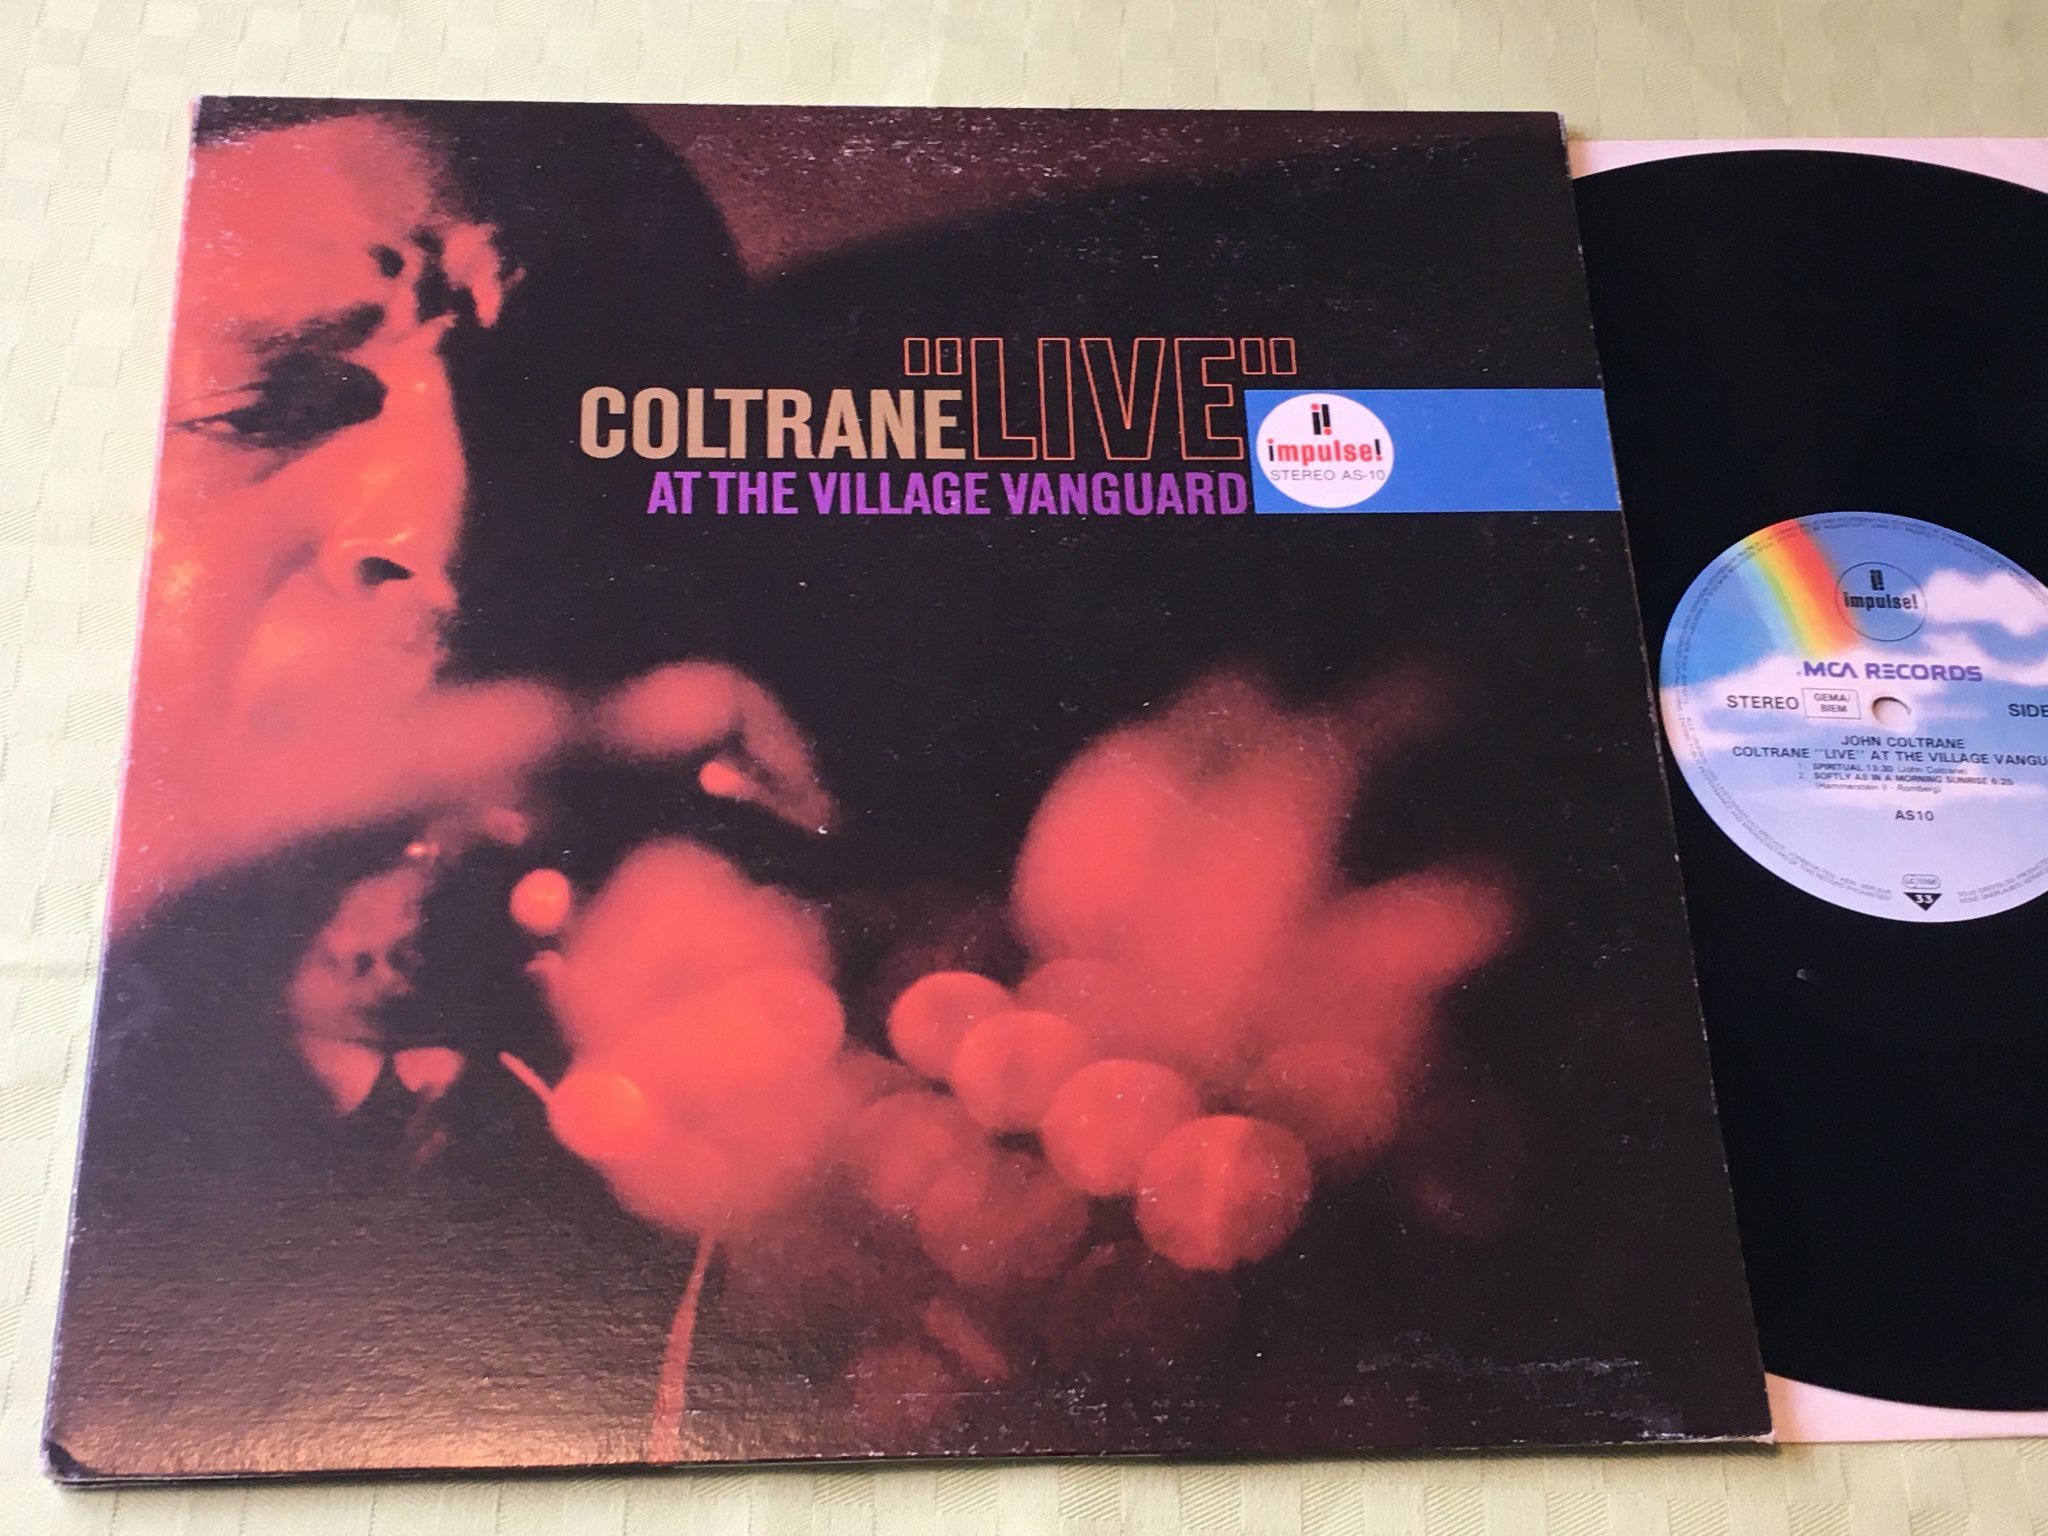 "LIVE"
COLTRANE
AT THE VILLAGE VANGUARD
impulse!
STEREO AS-10
impulse!
MCA RECORDS
STEREO GEMA/ BIEM SIDE
JOHN COLTRANE
COLTRANE "LIVE" AT THE VILLAGE VANGU
1. SPIRITUAL 13:30 (John Coltrane)
2. SOFTLY AS IN A MORNING SUNRISE 6:25
(Hammerstein II - Romberg)
AS10
33